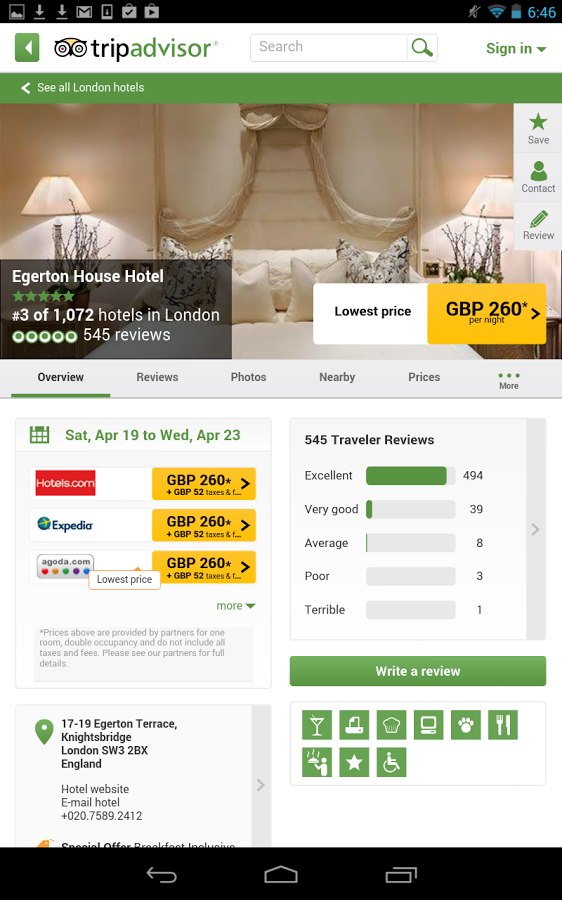 6:46
tripadvisor®
Search
Sign in
See all London hotels
Save
Contact
Review
Egerton House Hotel
#3 of 1,072 hotels in London
545 reviews
Lowest price
GBP 260*
per night
Overview
Reviews
Photos
Nearby
Prices
More
Sat, Apr 19 to Wed, Apr 23
Hotels.com
GBP 260*
+ GBP 52 taxes & f...
Expedia
GBP 260*
+ GBP 52 taxes & f...
agoda.com
GBP 260*
+ GBP 52 taxes & f...
Lowest price
more
*Prices above are provided by partners for one
room, double occupancy and do not include all
taxes and fees. Please see our partners for full
details.
545 Traveler Reviews
Excellent 494
Very good 39
Average 8
Poor 3
Terrible 1
Write a review
17-19 Egerton Terrace,
Knightsbridge
London SW3 2BX
England
Hotel website
E-mail hotel
+020.7589.2412
Special Offer Breakfast Inclusive